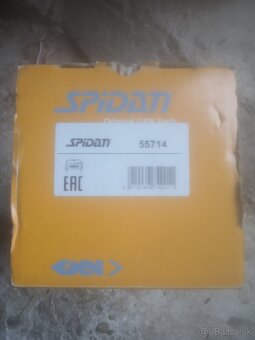 SPiDAN
Original GKN Parts
SPiDAN 55714
EAC
GKN
bazos.sk